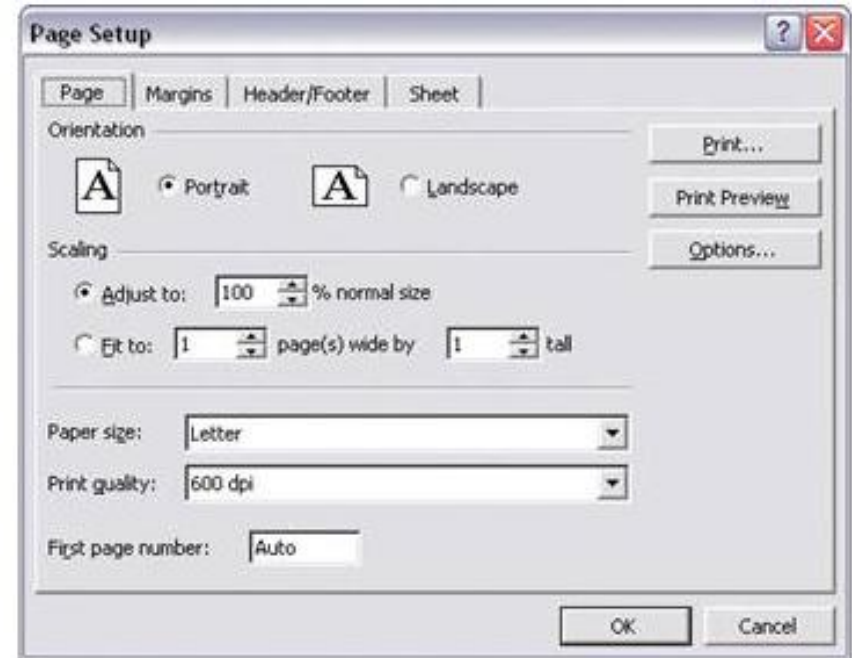 Page Setup
Page Margins Header/Footer Sheet
Orientation
Print...
A Portrait A Landscape
Print Preview
Scaling
Options...
Adjust to: 100 % normal size
Fit to: 1 page(s) wide by 1 tall
Paper size: Letter
Print quality: 600 dpi
First page number: Auto
OK Cancel